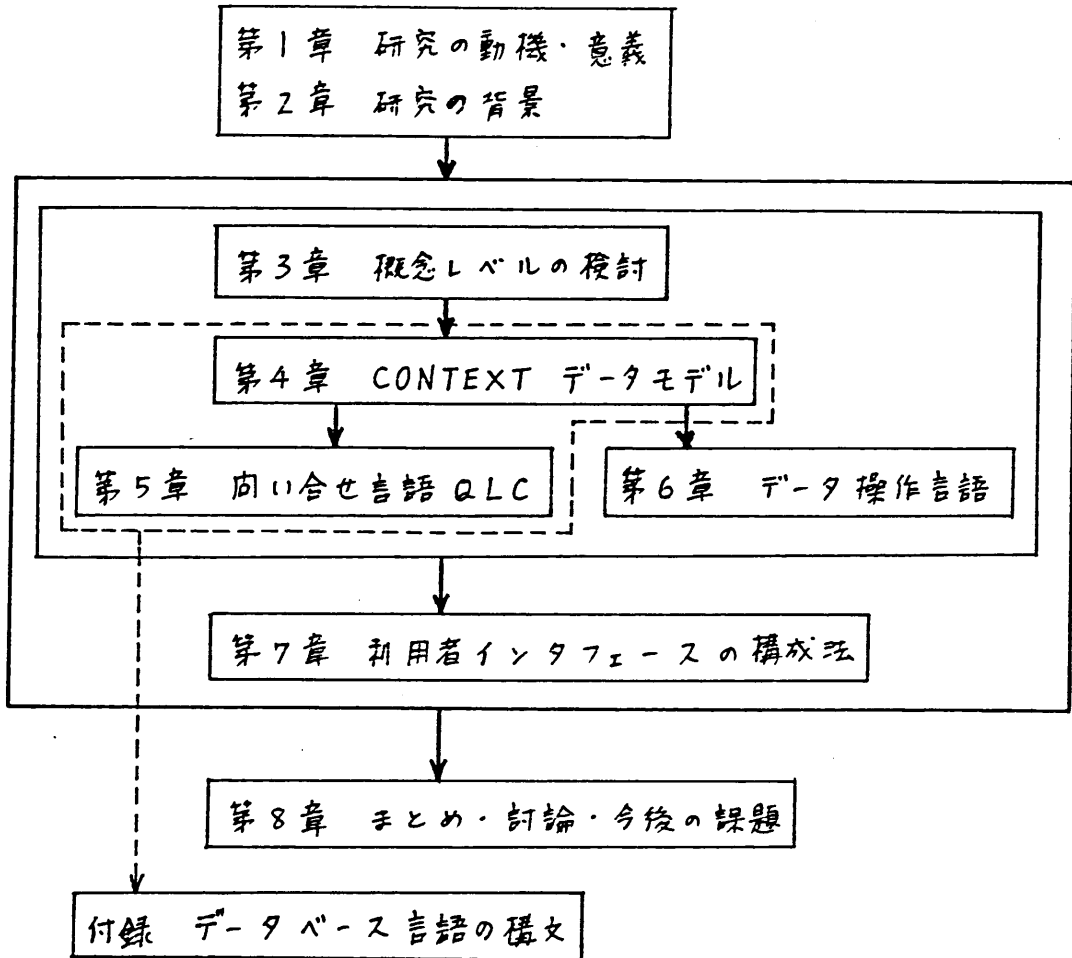 第1章 研究の動機・意義
第2章 研究の背景
第3章 概念レベルの検討
第4章 CONTEXT データモデル
第5章 問い合せ言語QLC
第6章 データ操作言語
第7章 利用者インタフェースの構成法
第8章 まとめ・討論・今後の課題
付録 データベース言語の構文